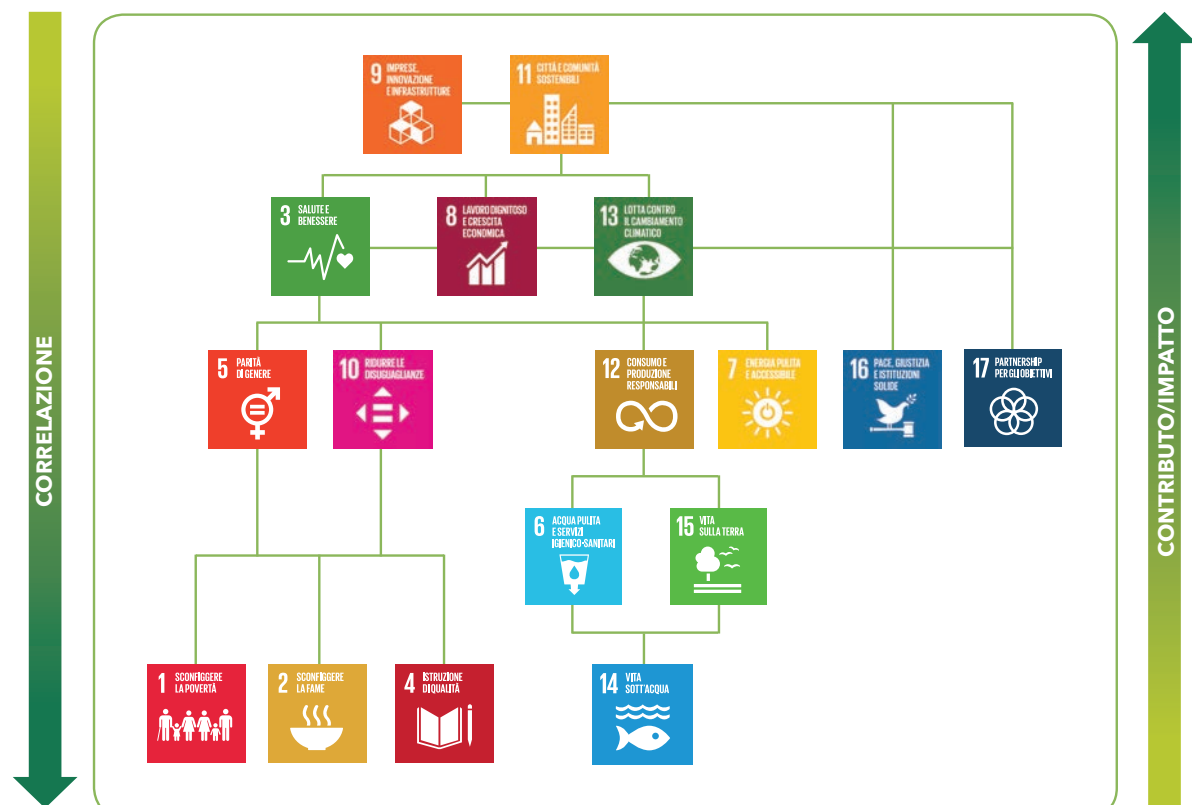 CORRELAZIONE
CONTRIBUTO/IMPATTO
9 IMPRESE,
INNOVAZIONE
E INFRASTRUTTURE
11 CITTÀ E COMUNITÀ
SOSTENIBILI
3 SALUTE E
BENESSERE
8 LAVORO DIGNITOSO
E CRESCITA
ECONOMICA
13 LOTTA CONTRO
IL CAMBIAMENTO
CLIMATICO
5 PARITÀ
DI GENERE
10 RIDURRE LE
DISUGUAGLIANZE
12 CONSUMO E
PRODUZIONE
RESPONSABILI
7 ENERGIA PULITA
E ACCESSIBILE
16 PACE, GIUSTIZIA
E ISTITUZIONI
SOLIDE
17 PARTNERSHIP
PER GLI OBIETTIVI
6 ACQUA PULITA
E SERVIZI
IGIENICO-SANITARI
15 VITA
SULLA TERRA
1 SCONFIGGERE
LA POVERTÀ
2 SCONFIGGERE
LA FAME
4 ISTRUZIONE
DI QUALITÀ
14 VITA
SOTT'ACQUA